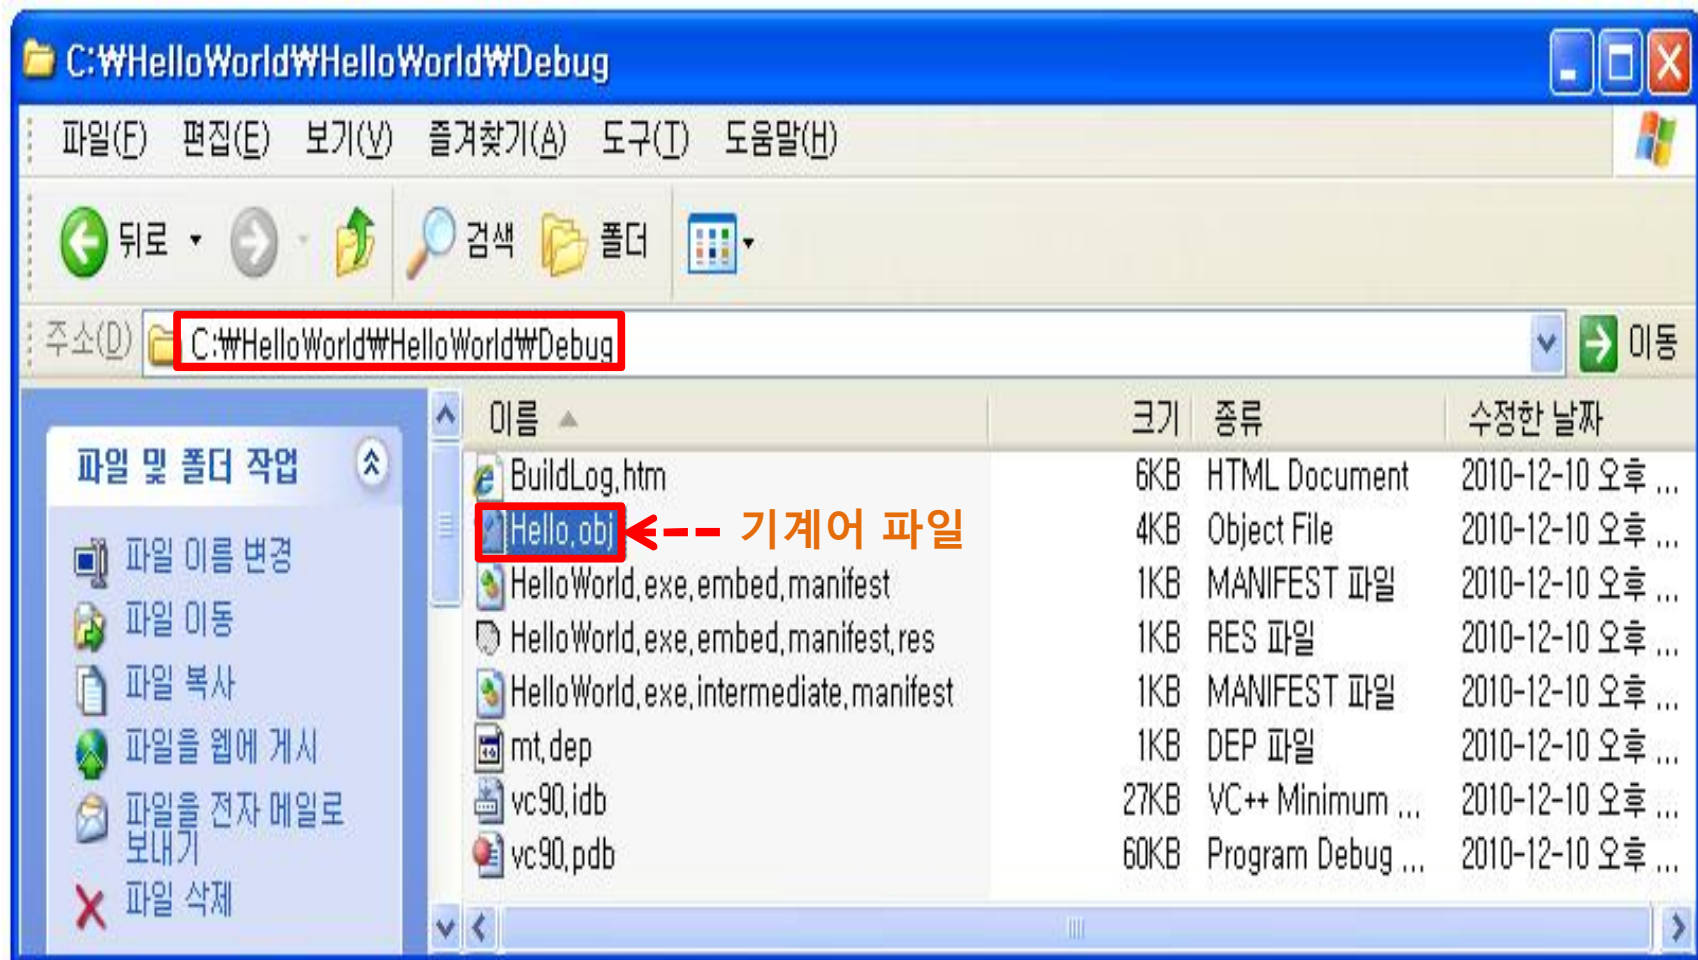 C:\HelloWorld\HelloWorld\Debug
파일(F) 편집(E) 보기(V) 즐겨찾기(A) 도구(T) 도움말(H)
뒤로 검색 폴더
주소(D) C:\HelloWorld\HelloWorld\Debug 이동
파일 및 폴더 작업
파일 이름 변경
파일 이동
파일 복사
파일을 웹에 게시
파일을 전자 메일로
보내기
파일 삭제
이름 크기 종류 수정한 날짜
BuildLog.htm 6KB HTML Document 2010-12-10 오후 ...
Hello.obj 기계어 파일 4KB Object File 2010-12-10 오후 ...
HelloWorld.exe.embed.manifest 1KB MANIFEST 파일 2010-12-10 오후 ...
HelloWorld.exe.embed.manifest.res 1KB RES 파일 2010-12-10 오후 ...
HelloWorld.exe.intermediate.manifest 1KB MANIFEST 파일 2010-12-10 오후 ...
mt.dep 1KB DEP 파일 2010-12-10 오후 ...
vc90.idb 27KB VC++ Minimum ... 2010-12-10 오후 ...
vc90.pdb 60KB Program Debug ... 2010-12-10 오후 ...